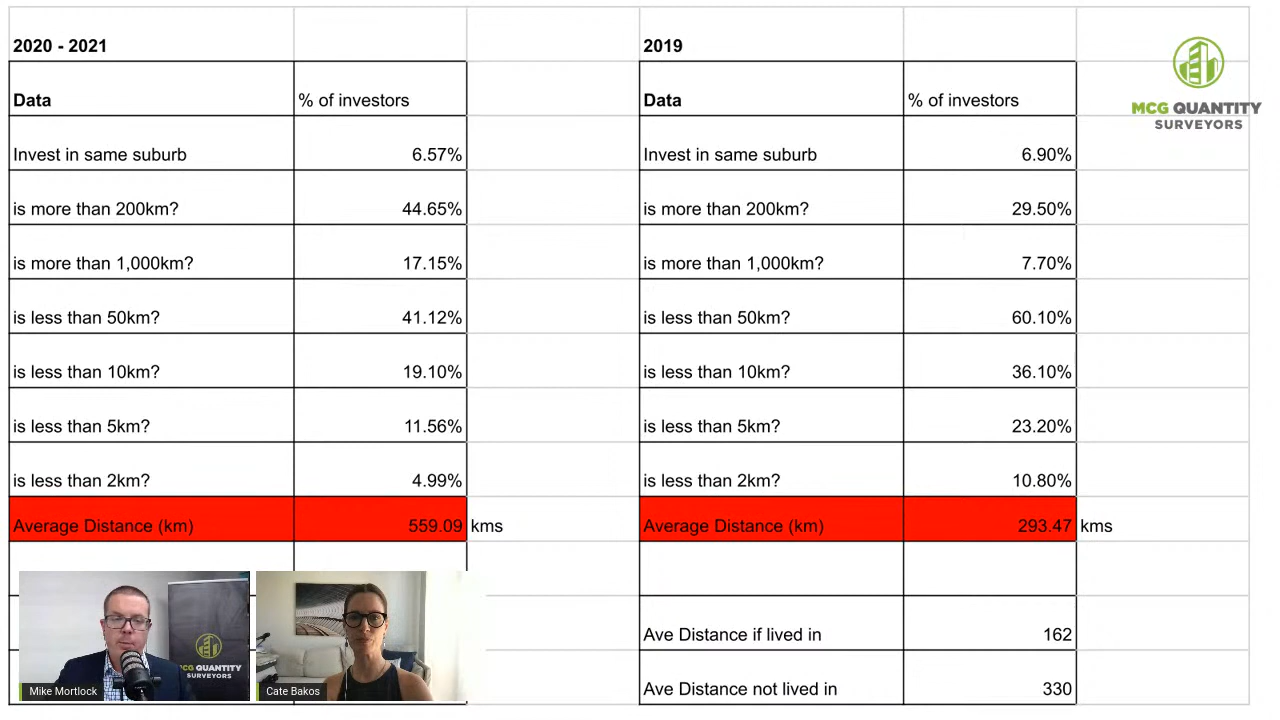 2020 - 2021
2019
MCG QUANTITY
SURVEYORS
Data % of investors
Data % of investors
Invest in same suburb 6.57%
Invest in same suburb 6.90%
is more than 200km? 44.65%
is more than 200km? 29.50%
is more than 1,000km? 17.15%
is more than 1,000km? 7.70%
is less than 50km? 41.12%
is less than 50km? 60.10%
is less than 10km? 19.10%
is less than 10km? 36.10%
is less than 5km? 11.56%
is less than 5km? 23.20%
is less than 2km? 4.99%
is less than 2km? 10.80%
Average Distance (km) 559.09 kms
Average Distance (km) 293.47 kms
Ave Distance if lived in 162
Ave Distance not lived in 330
MCG QUANTITY
SURVEYORS
Mike Mortlock
Cate Bakos